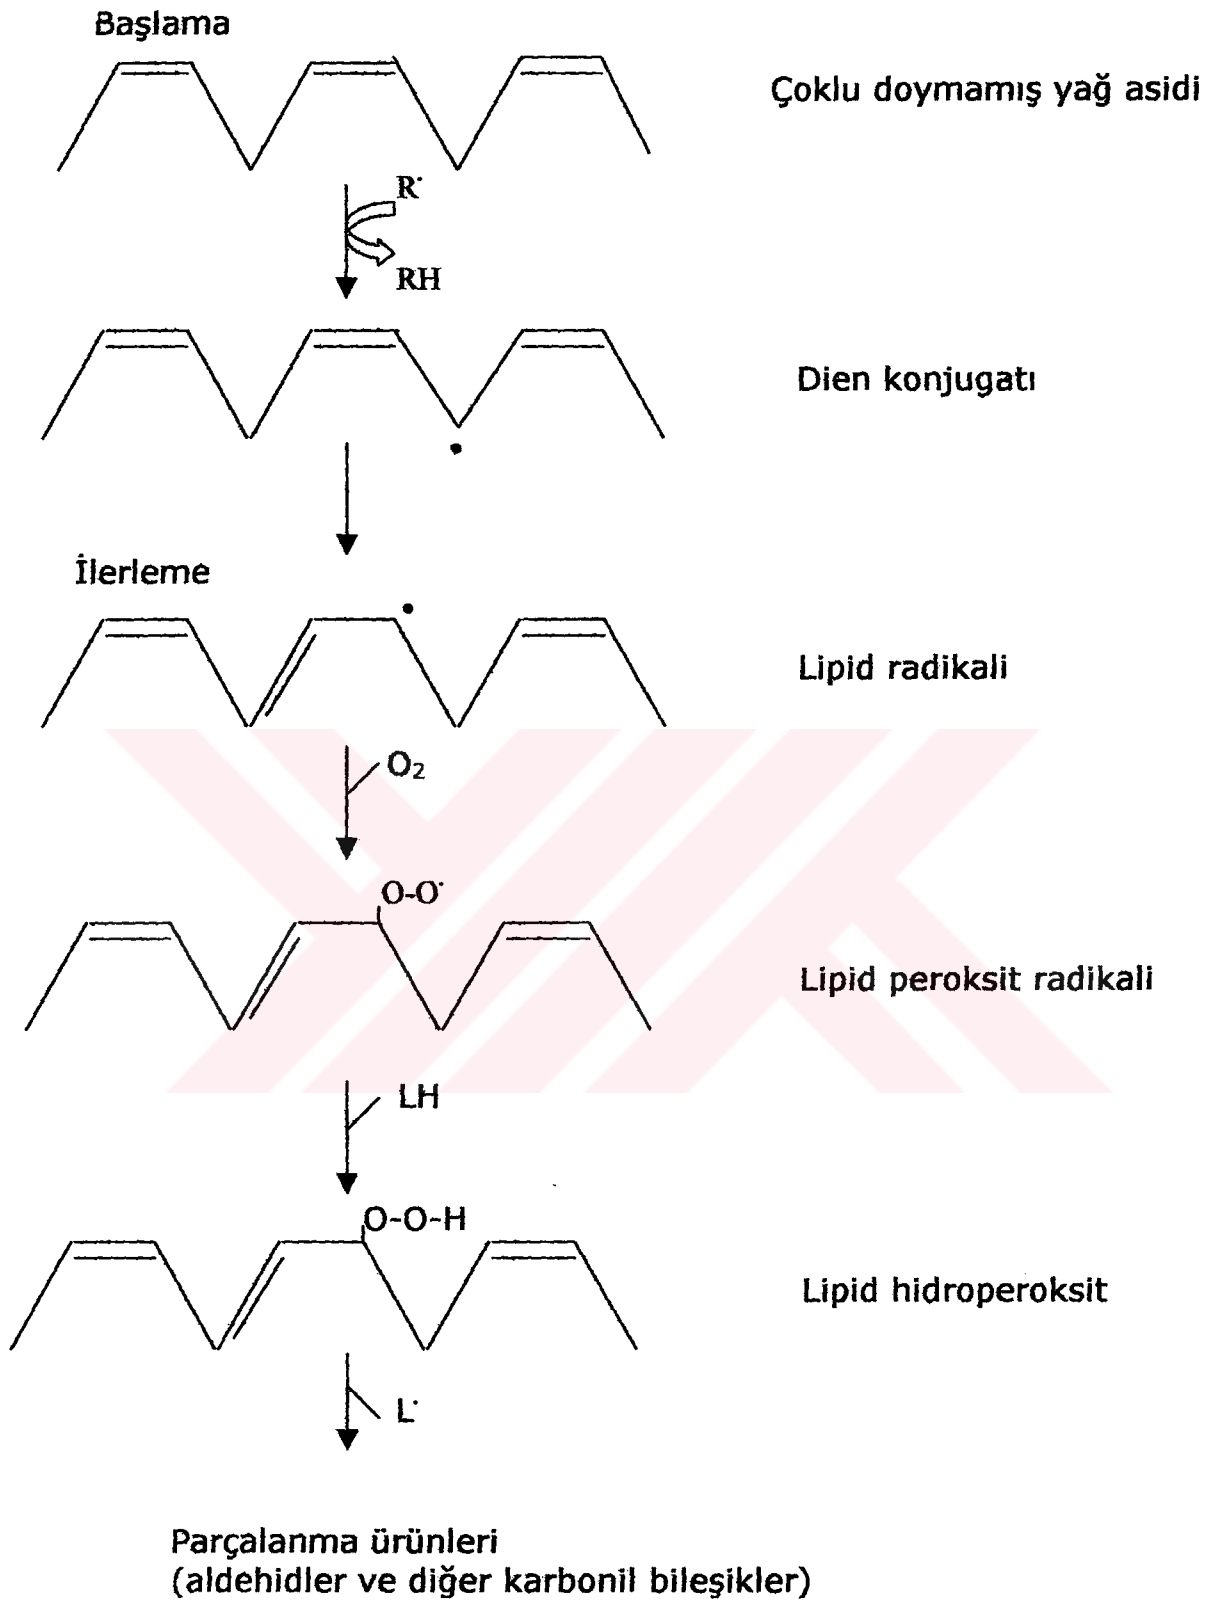 Başlama
Çoklu doymamış yağ asidi
R·
RH
Dien konjugatı
İlerleme
Lipid radikali
O₂
O-O·
Lipid peroksit radikali
LH
O-O-H
Lipid hidroperoksit
L·
Parçalanma ürünleri
(aldehidler ve diğer karbonil bileşikler)